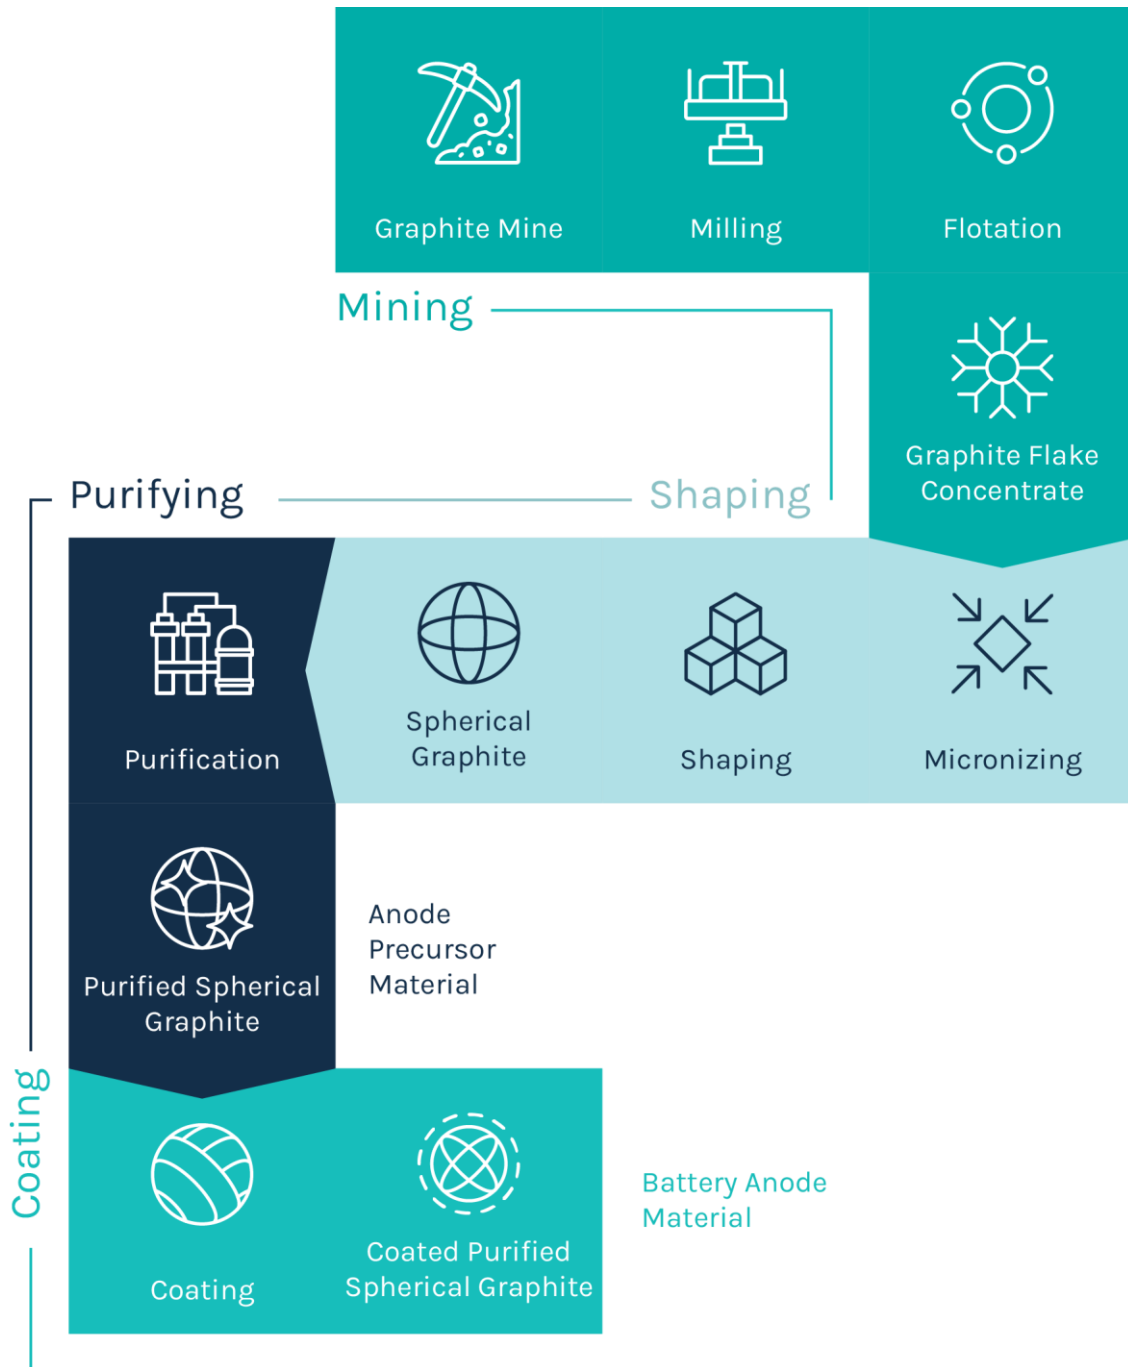 Graphite Mine
Milling
Flotation
Mining
Graphite Flake
Concentrate
Purifying
Shaping
Purification
Spherical
Graphite
Shaping
Micronizing
Purified Spherical
Graphite
Anode
Precursor
Material
Coating
Coating
Coated Purified
Spherical Graphite
Battery Anode
Material